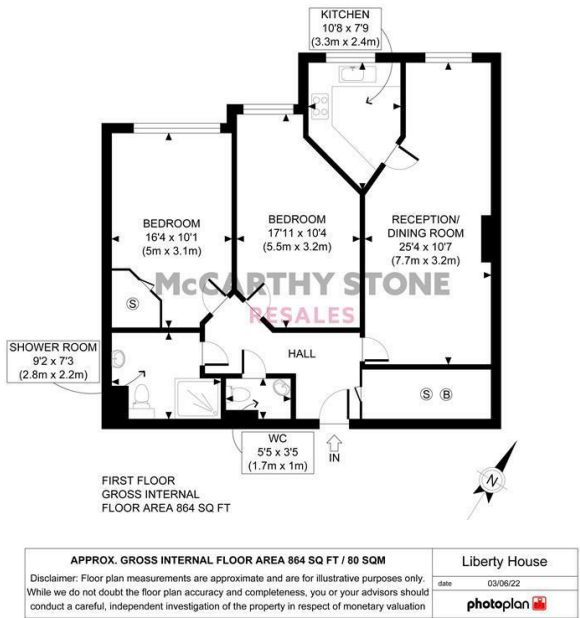 KITCHEN
10'8 x 7'9
(3.3m x 2.4m)
BEDROOM
16'4 x 10'1
(5m x 3.1m)
BEDROOM
17'11 x 10'4
(5.5m x 3.2m)
RECEPTION/
DINING ROOM
25'4 x 10'7
(7.7m x 3.2m)
McCARTHY STONE
RESALES
S
SHOWER ROOM
9'2 x 7'3
(2.8m x 2.2m)
HALL
S B
WC
5'5 x 3'5
(1.7m x 1m)
IN
N
FIRST FLOOR
GROSS INTERNAL
FLOOR AREA 864 SQ FT
APPROX. GROSS INTERNAL FLOOR AREA 864 SQ FT / 80 SQM
Disclaimer: Floor plan measurements are approximate and are for illustrative purposes only.
While we do not doubt the floor plan accuracy and completeness, you or your advisors should
conduct a careful, independent investigation of the property in respect of monetary valuation
Liberty House
date 03/06/22
photoplan